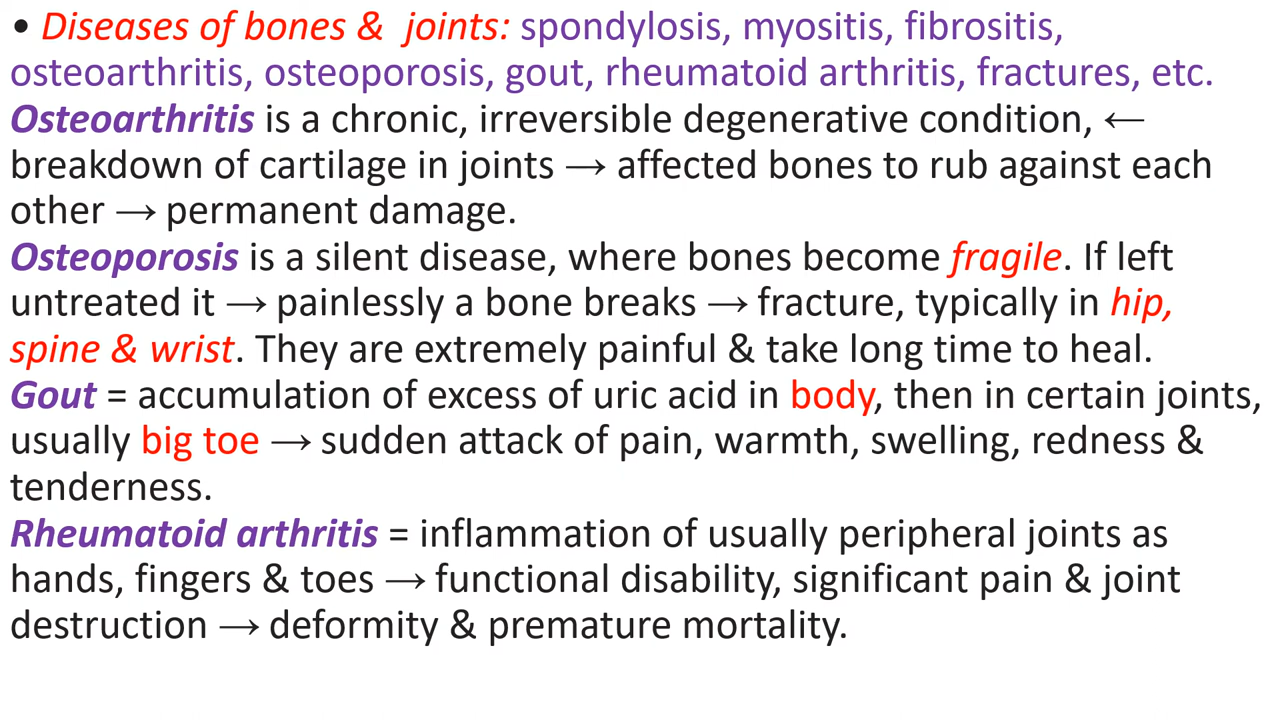 • Diseases of bones & joints: spondylosis, myositis, fibrositis,
osteoarthritis, osteoporosis, gout, rheumatoid arthritis, fractures, etc.
Osteoarthritis is a chronic, irreversible degenerative condition, ←
breakdown of cartilage in joints → affected bones to rub against each
other → permanent damage.
Osteoporosis is a silent disease, where bones become fragile. If left
untreated it → painlessly a bone breaks → fracture, typically in hip,
spine & wrist. They are extremely painful & take long time to heal.
Gout = accumulation of excess of uric acid in body, then in certain joints,
usually big toe → sudden attack of pain, warmth, swelling, redness &
tenderness.
Rheumatoid arthritis = inflammation of usually peripheral joints as
hands, fingers & toes → functional disability, significant pain & joint
destruction → deformity & premature mortality.